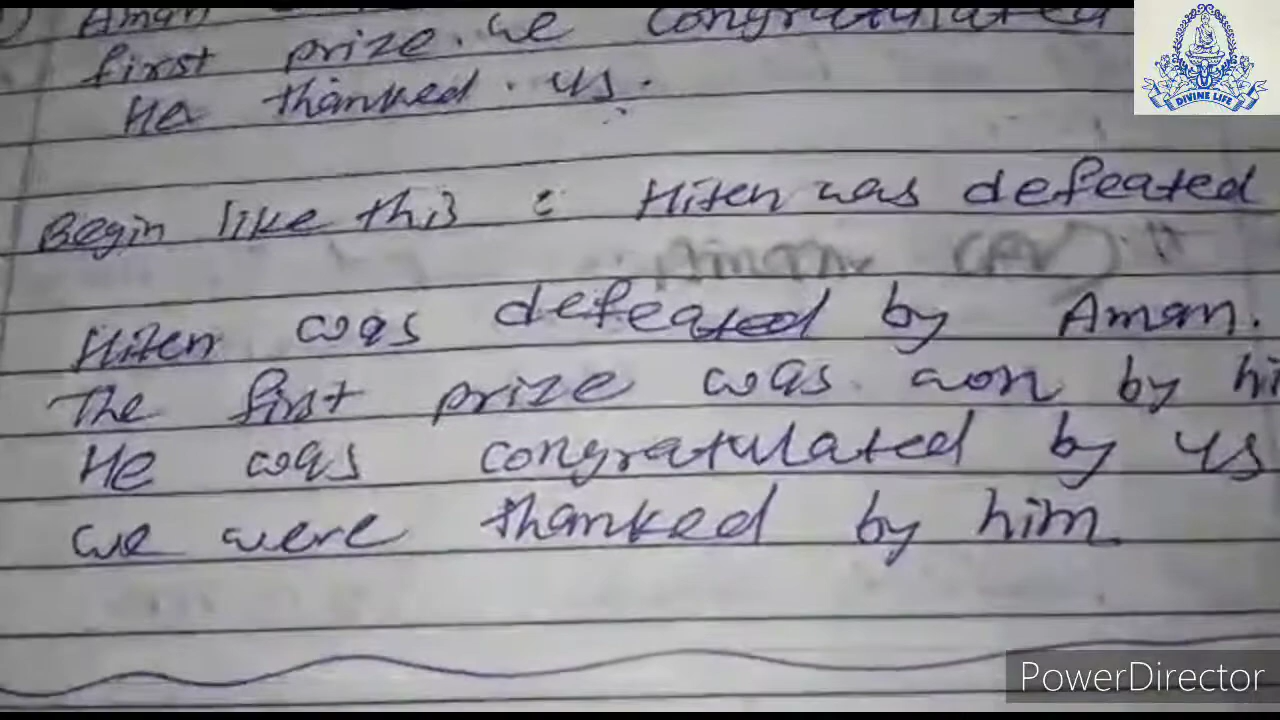 Aman
first prize. we congratulated
He thanked. us.
DIVINE LIFE
Begin like this : Hiten was defeated
Hiten was defeated by Aman.
The first prize was won by hi
He was congratulated by us
we were thanked by him
PowerDirector